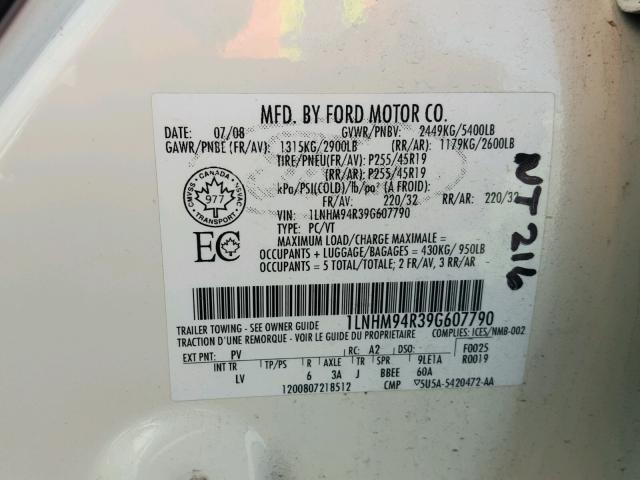 MFD. BY FORD MOTOR CO.
DATE: 07/08 GVWR/PNBV: 2449KG/5400LB
GAWR/PNBE (FR/AV): 1315KG/2900LB (RR/AR): 1179KG/2600LB
TIRE/PNEU(FR/AV): P255/45R19
(RR/AR): P255/45R19
kPa/PSI(COLD)/lb/po² (À FROID):
FR/AV: 220/32 RR/AR: 220/32
VIN: 1LNHM94R39G607790
TYPE: PC/VT
MAXIMUM LOAD/CHARGE MAXIMALE =
OCCUPANTS + LUGGAGE/BAGAGES = 430KG/ 950LB
OCCUPANTS = 5 TOTAL/TOTALE; 2 FR/AV, 3 RR/AR
CMVSS · CANADA · NSVAC
977
TRANSPORT
EC
NT 216
1LNHM94R39G607790
TRAILER TOWING - SEE OWNER GUIDE
TRACTION D'UNE REMORQUE - VOIR GUIDE COMPLIES: ICES/NMB-002
EXT PNT: PV RC: A2 DSO: F0025
INT TR TP/PS R AXLE TR SPR 9LE1A R0019
LV 6 3A J BBEE 60A
1200807218512 CMP 5U5A-5420472-AA